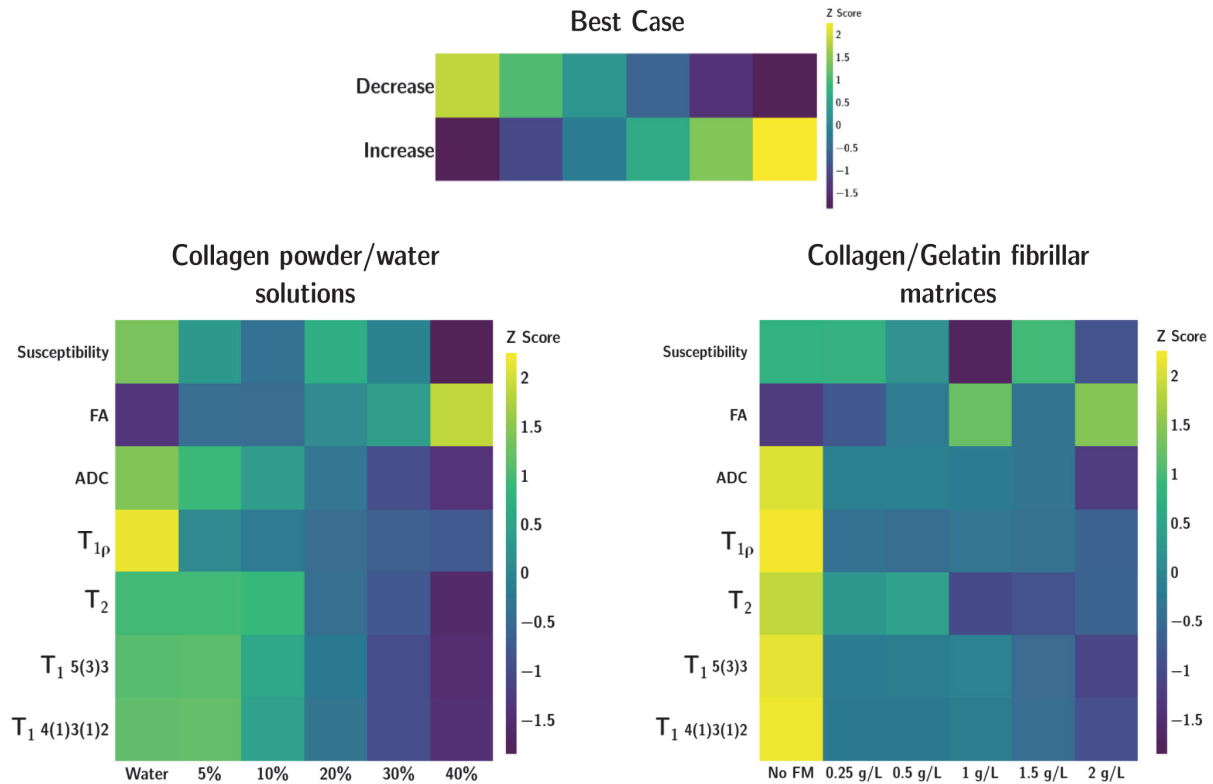 Best Case
Z Score
Decrease
Increase
2
1.5
1
0.5
0
−0.5
−1
−1.5
Collagen powder/water
solutions
Z Score
Susceptibility
FA
ADC
T1ρ
T2
T1 5(3)3
T1 4(1)3(1)2
Water 5% 10% 20% 30% 40%
2
1.5
1
0.5
0
−0.5
−1
−1.5
Collagen/Gelatin fibrillar
matrices
Z Score
Susceptibility
FA
ADC
T1ρ
T2
T1 5(3)3
T1 4(1)3(1)2
No FM 0.25 g/L 0.5 g/L 1 g/L 1.5 g/L 2 g/L
2
1.5
1
0.5
0
−0.5
−1
−1.5